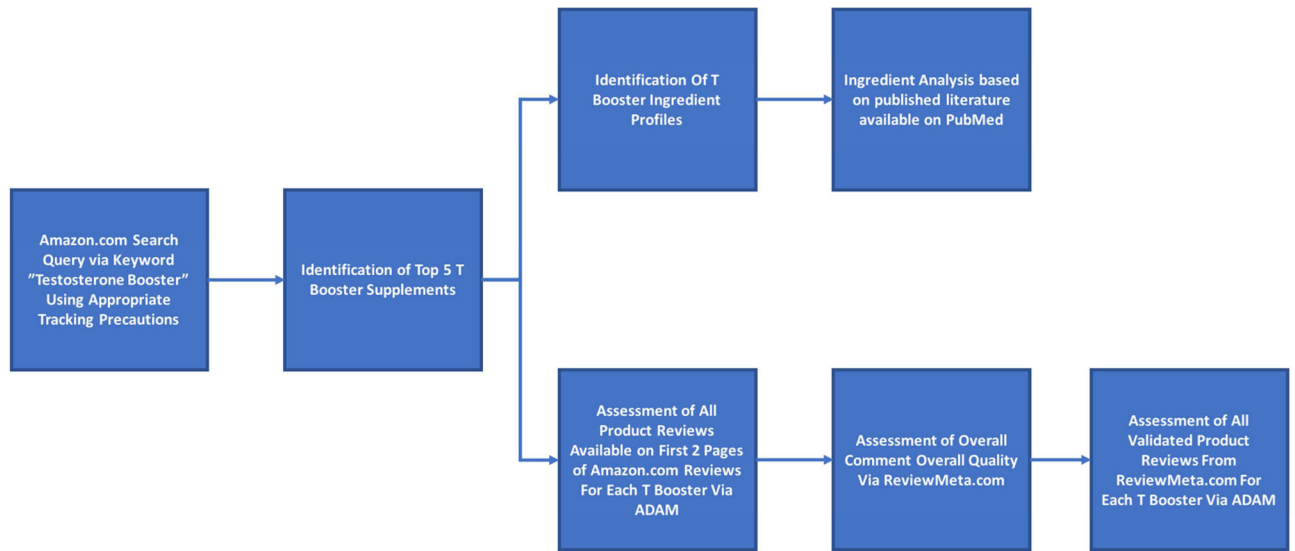 Amazon.com Search
Query via Keyword
”Testosterone Booster”
Using Appropriate
Tracking Precautions
Identification of Top 5 T
Booster Supplements
Identification Of T
Booster Ingredient
Profiles
Ingredient Analysis based
on published literature
available on PubMed
Assessment of All
Product Reviews
Available on First 2 Pages
of Amazon.com Reviews
For Each T Booster Via
ADAM
Assessment of Overall
Comment Overall Quality
Via ReviewMeta.com
Assessment of All
Validated Product
Reviews From
ReviewMeta.com For
Each T Booster Via ADAM